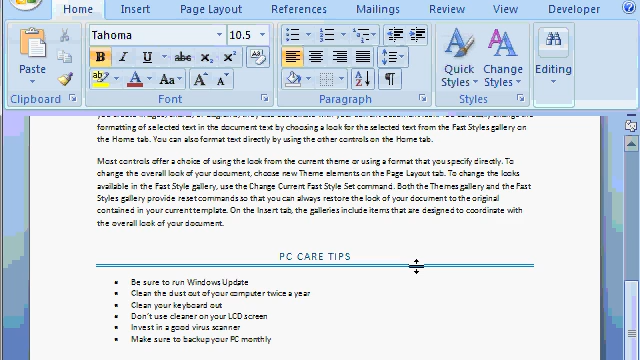 Home Insert Page Layout References Mailings Review View Developer
Tahoma 10.5
Paste
B I U abc X₂ X² 
ab A Aa A A
Quick Styles Change Styles
Editing
Clipboard Font Paragraph Styles
formatting of selected text in the document text by choosing a look for the selected text from the Fast Styles gallery on
the Home tab. You can also format text directly by using the other controls on the Home tab.
Most controls offer a choice of using the look from the current theme or using a format that you specify directly. To
change the overall look of your document, choose new Theme elements on the Page Layout tab. To change the looks
available in the Fast Style gallery, use the Change Current Fast Style Set command. Both the Themes gallery and the Fast
Styles gallery provide reset commands so that you can always restore the look of your document to the original
contained in your current template. On the Insert tab, the galleries include items that are designed to coordinate with
the overall look of your document.
PC CARE TIPS
Be sure to run Windows Update
Clean the dust out of your computer twice a year
Clean your keyboard out
Don't use cleaner on your LCD screen
Invest in a good virus scanner
Make sure to backup your PC monthly